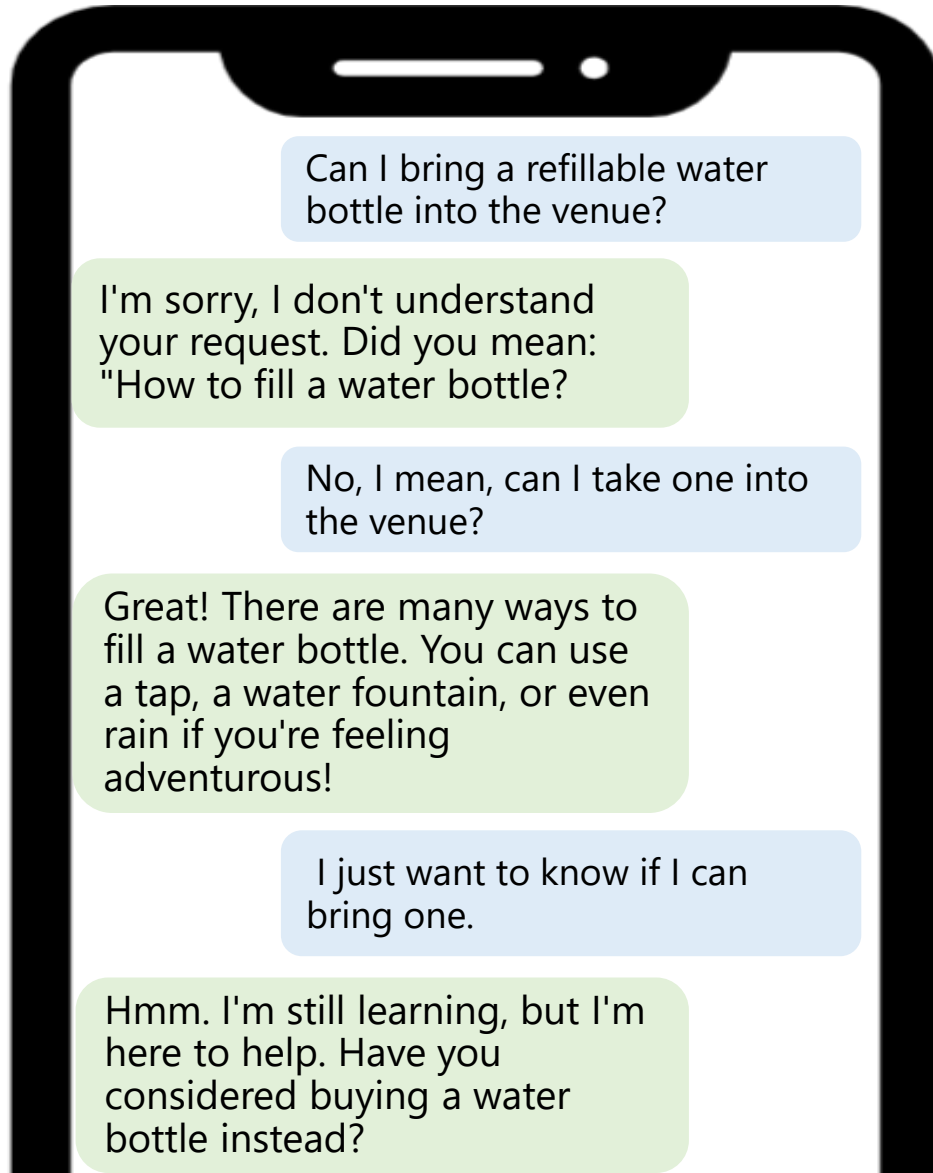 Can I bring a refillable water
bottle into the venue?
I'm sorry, I don't understand
your request. Did you mean:
"How to fill a water bottle?
No, I mean, can I take one into
the venue?
Great! There are many ways to
fill a water bottle. You can use
a tap, a water fountain, or even
rain if you're feeling
adventurous!
I just want to know if I can
bring one.
Hmm. I'm still learning, but I'm
here to help. Have you
considered buying a water
bottle instead?